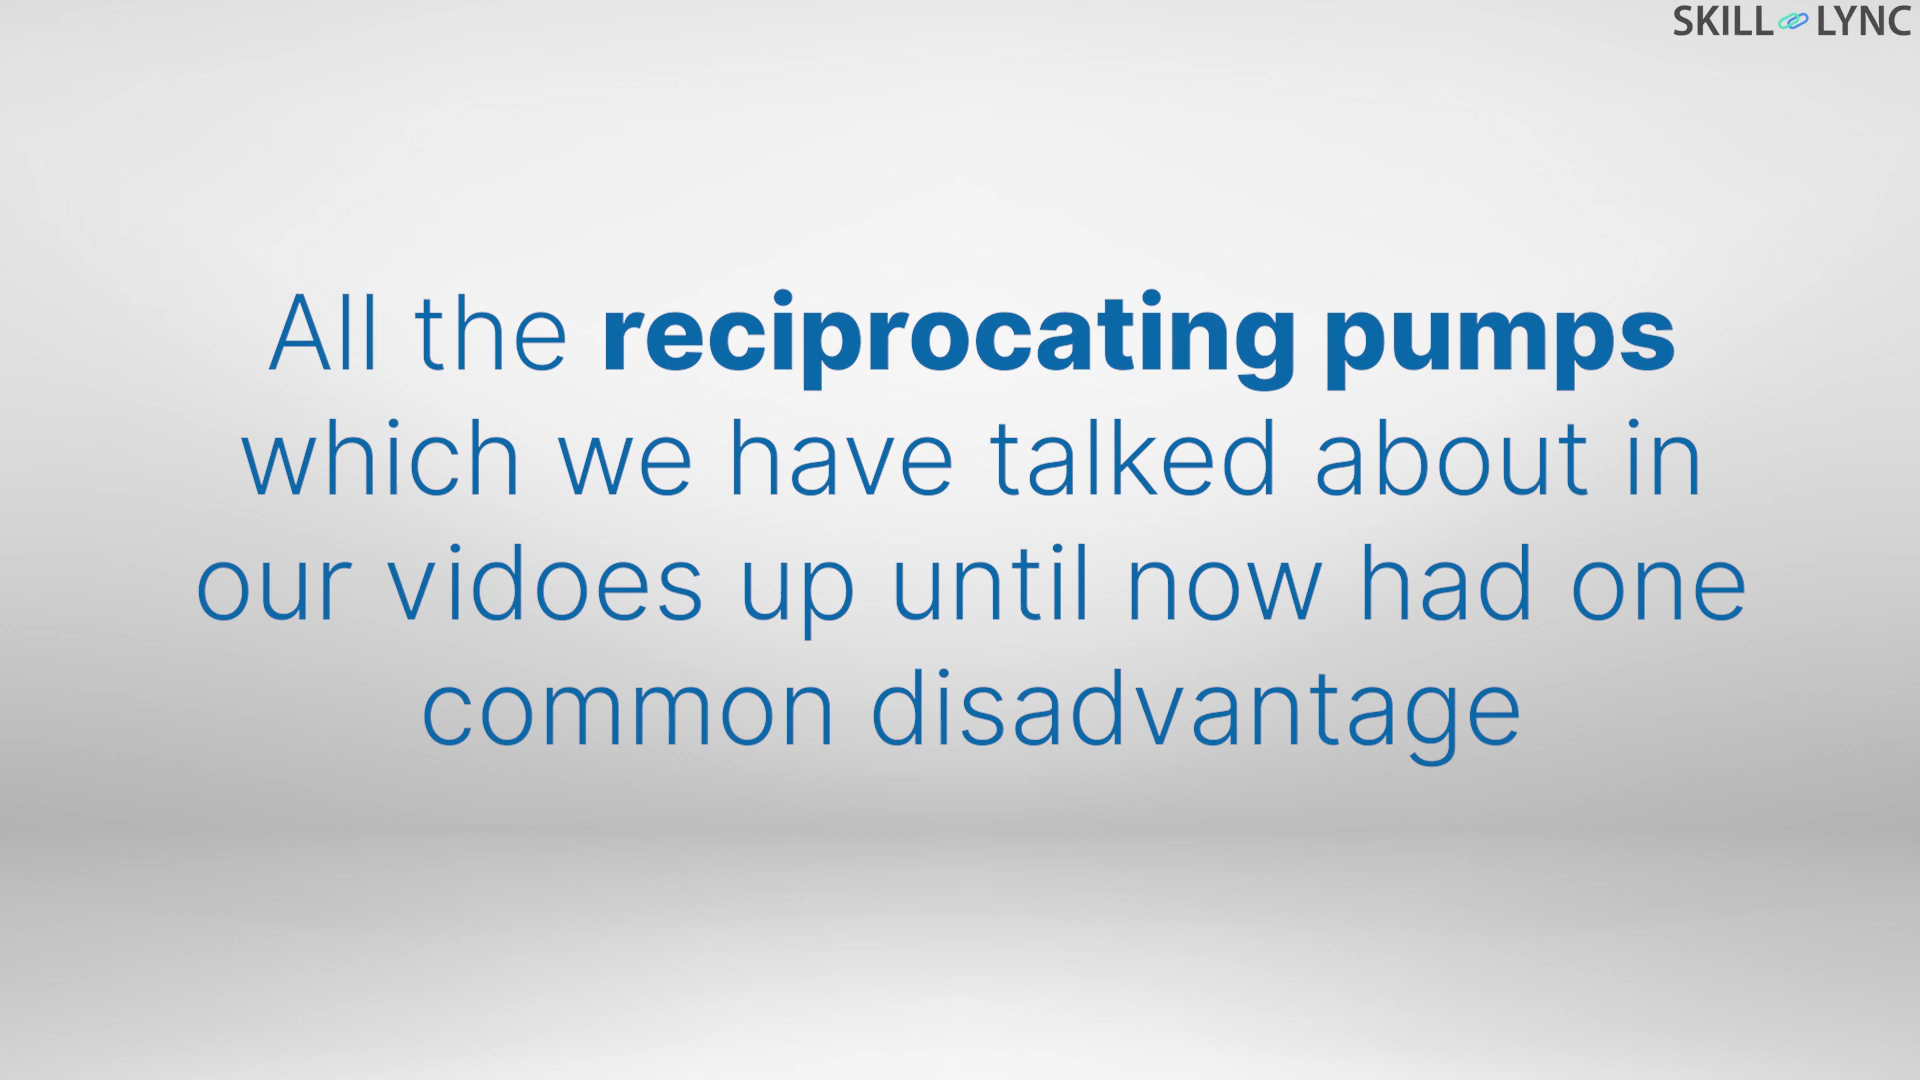 SKILL LYNC
All the reciprocating pumps
which we have talked about in
our vidoes up until now had one
common disadvantage